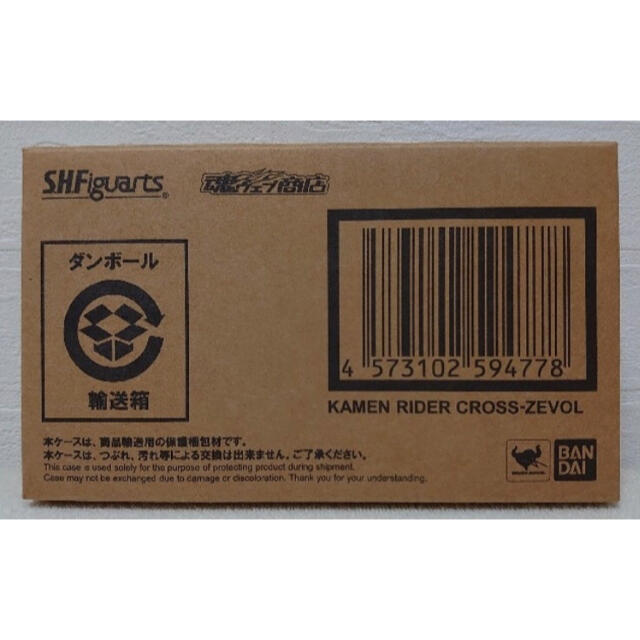 S.H.Figuarts®
魂ウェブ商店
ダンボール
輸送箱
4 573102 594778
KAMEN RIDER CROSS-ZEVOL
本ケースは、商品輸送用の保護梱包材です。
本ケースは、つぶれ、汚れ等による交換は出来ません。ご了承ください。
This case is used solely for the purpose of protecting product during shipment.
Case may not be exchanged due to damage or discoloration. Thank you for your understanding.
BAN
DAI